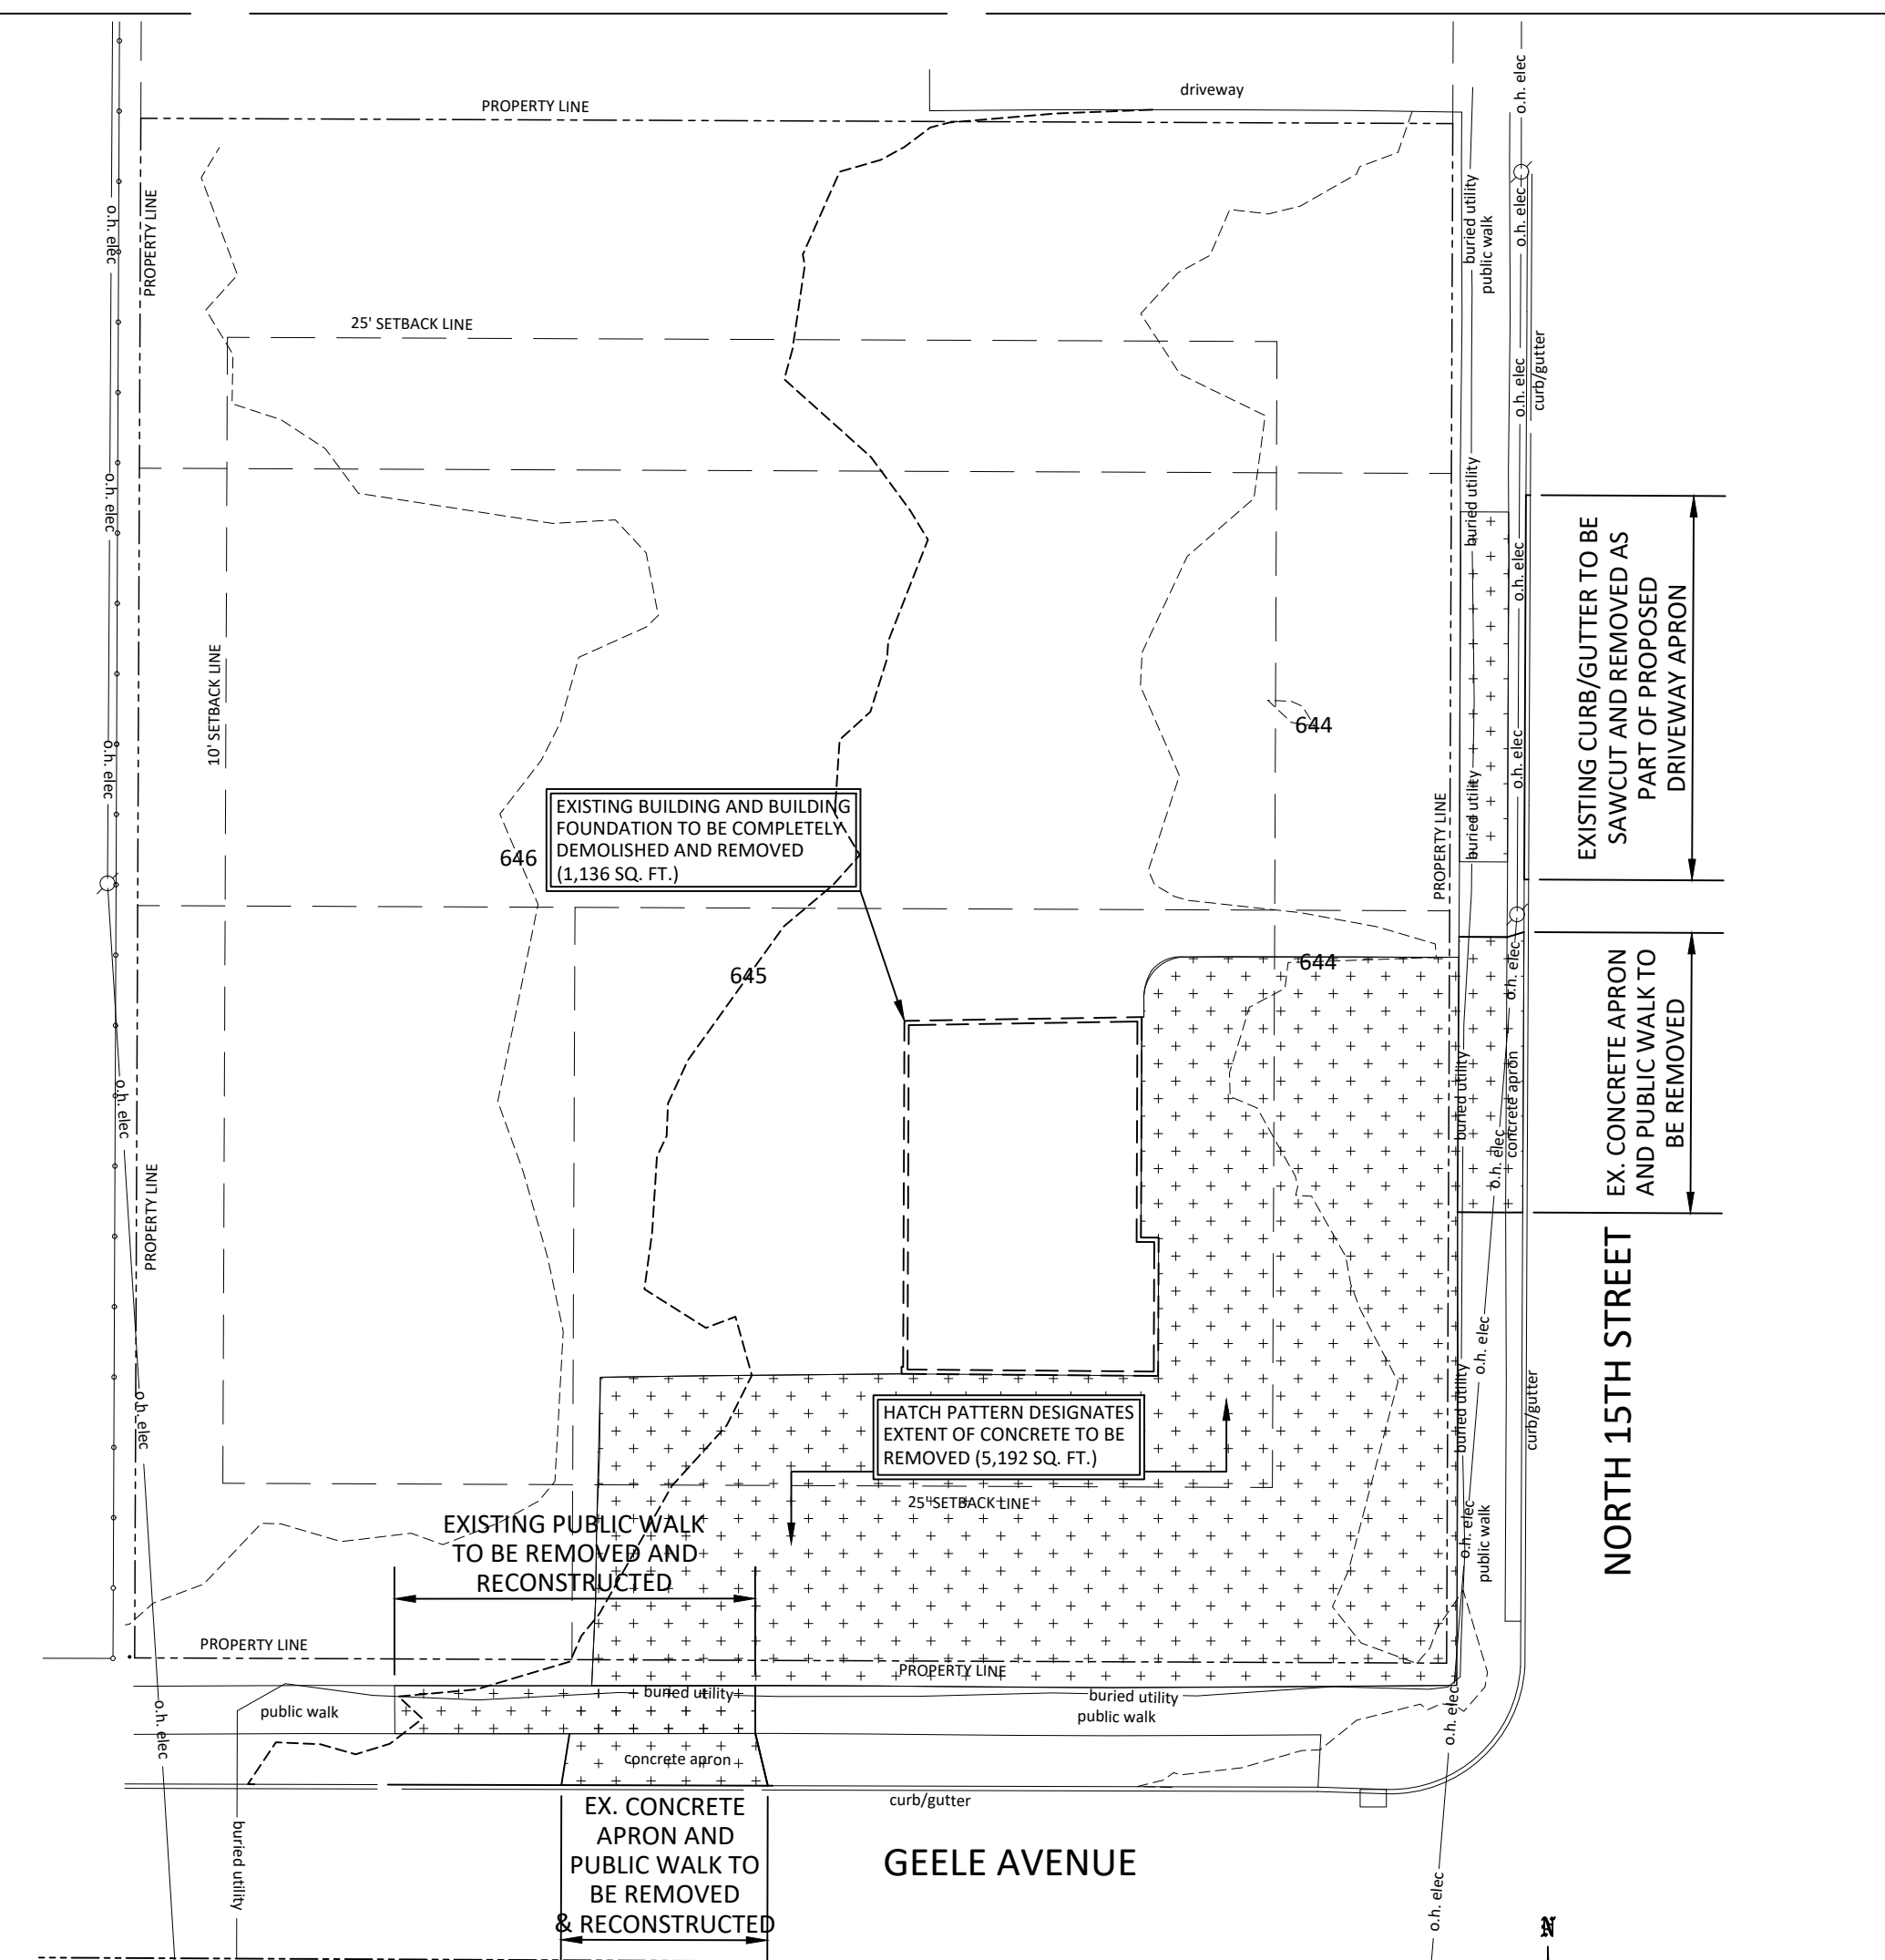 driveway
o.h. elec
PROPERTY LINE
o.h. elec
PROPERTY LINE
buried utility
public walk
o.h. elec
25' SETBACK LINE
o.h. elec
curb/gutter
o.h. elec
buried utility
o.h. elec
EXISTING CURB/GUTTER TO BE
SAWCUT AND REMOVED AS
PART OF PROPOSED
DRIVEWAY APRON
10' SETBACK LINE
644
o.h. elec
o.h. elec
EXISTING BUILDING AND BUILDING
FOUNDATION TO BE COMPLETELY
DEMOLISHED AND REMOVED
(1,136 SQ. FT.)
646
PROPERTY LINE
buried utility
645
644
o.h. elec
EX. CONCRETE APRON
AND PUBLIC WALK TO
BE REMOVED
o.h. elec
buried utility
concrete apron
o.h. elec
PROPERTY LINE
NORTH 15TH STREET
o.h. elec
o.h. elec
buried utility
curb/gutter
HATCH PATTERN DESIGNATES
EXTENT OF CONCRETE TO BE
REMOVED (5,192 SQ. FT.)
25' SETBACK LINE
o.h. elec
public walk
EXISTING PUBLIC WALK
TO BE REMOVED AND
RECONSTRUCTED
PROPERTY LINE
PROPERTY LINE
buried utility
buried utility
public walk
public walk
o.h. elec
o.h. elec
concrete apron
curb/gutter
EX. CONCRETE
APRON AND
PUBLIC WALK TO
BE REMOVED
& RECONSTRUCTED
GEELE AVENUE
buried utility
o.h. elec
N